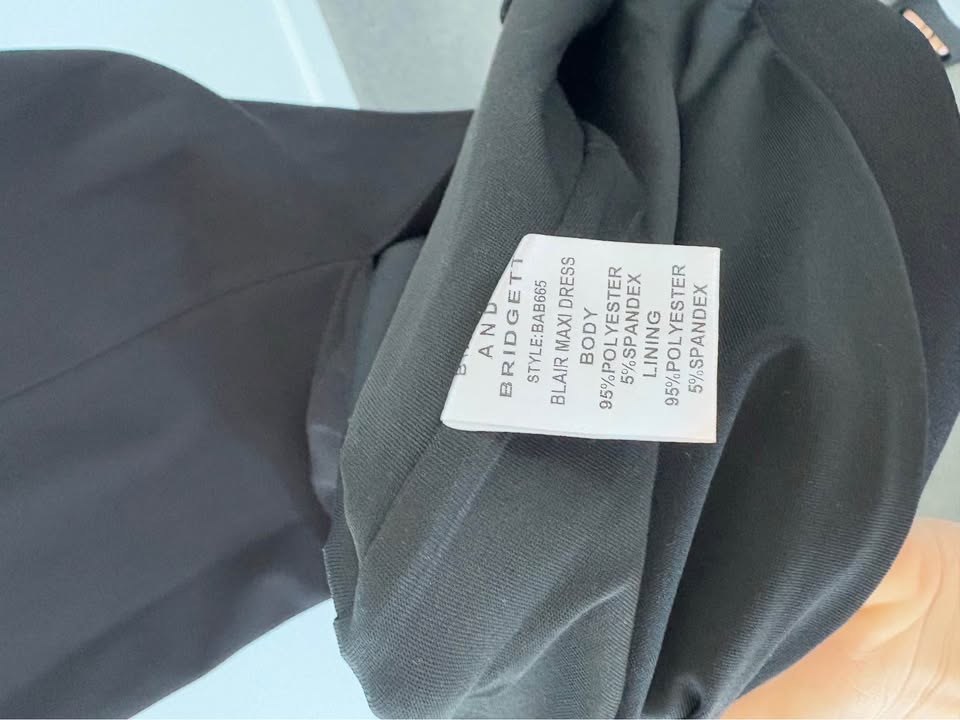 AND
BRIDGETT
STYLE:BAB665
BLAIR MAXI DRESS
BODY
95%POLYESTER
5%SPANDEX
LINING
95%POLYESTER
5%SPANDEX